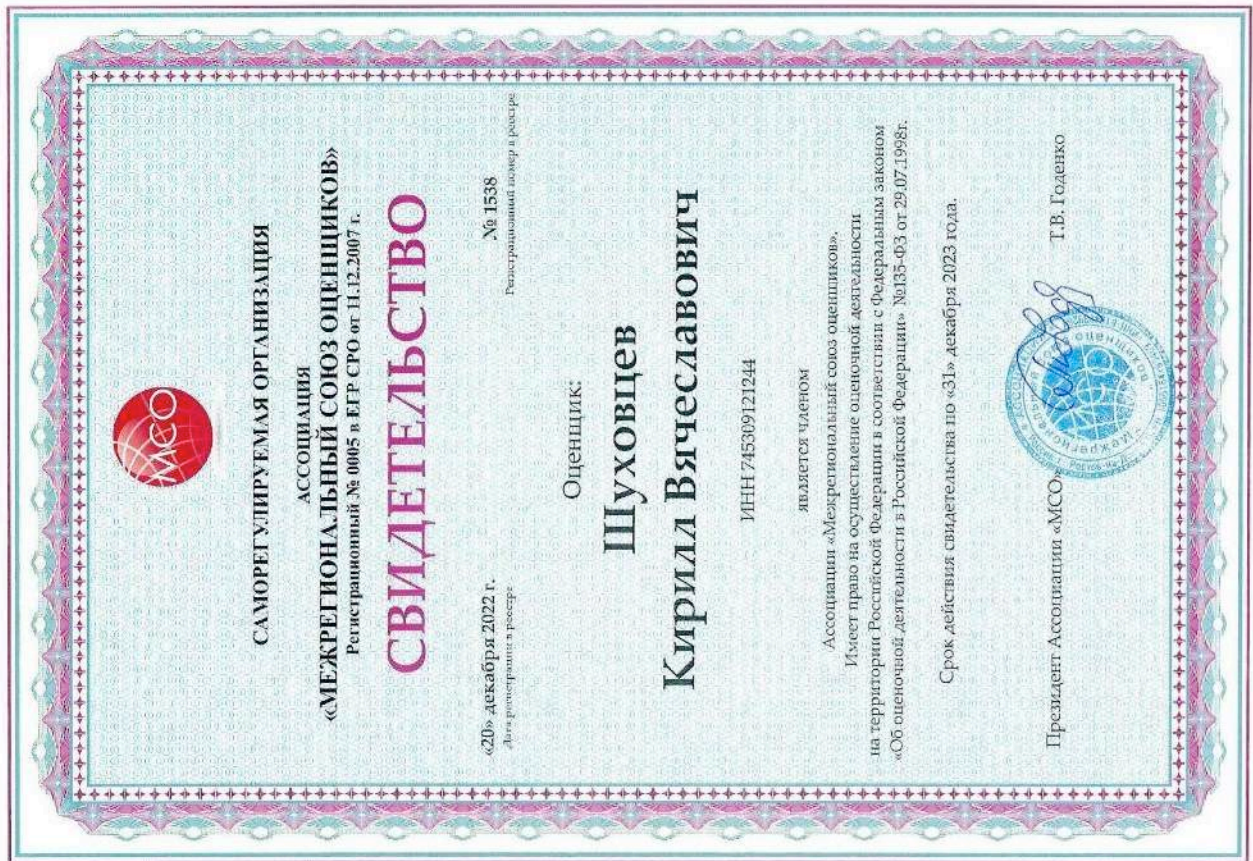 МСО
САМОРЕГУЛИРУЕМАЯ ОРГАНИЗАЦИЯ
АССОЦИАЦИЯ
«МЕЖРЕГИОНАЛЬНЫЙ СОЮЗ ОЦЕНЩИКОВ»
Регистрационный № 0005 в ЕГР СРО от 11.12.2007 г.
СВИДЕТЕЛЬСТВО
«20» декабря 2022 г. № 1538
Дата регистрации в реестре Регистрационный номер в реестре
Оценщик:
Шуховцев
Кирилл Вячеславович
ИНН 745309121244
является членом
Ассоциации «Межрегиональный союз оценщиков».
Имеет право на осуществление оценочной деятельности
на территории Российской Федерации в соответствии с Федеральным законом
«Об оценочной деятельности в Российской Федерации» №135-ФЗ от 29.07.1998г.
Срок действия свидетельства по «31» декабря 2023 года.
Президент Ассоциации «МСО» Т.В. Годенко